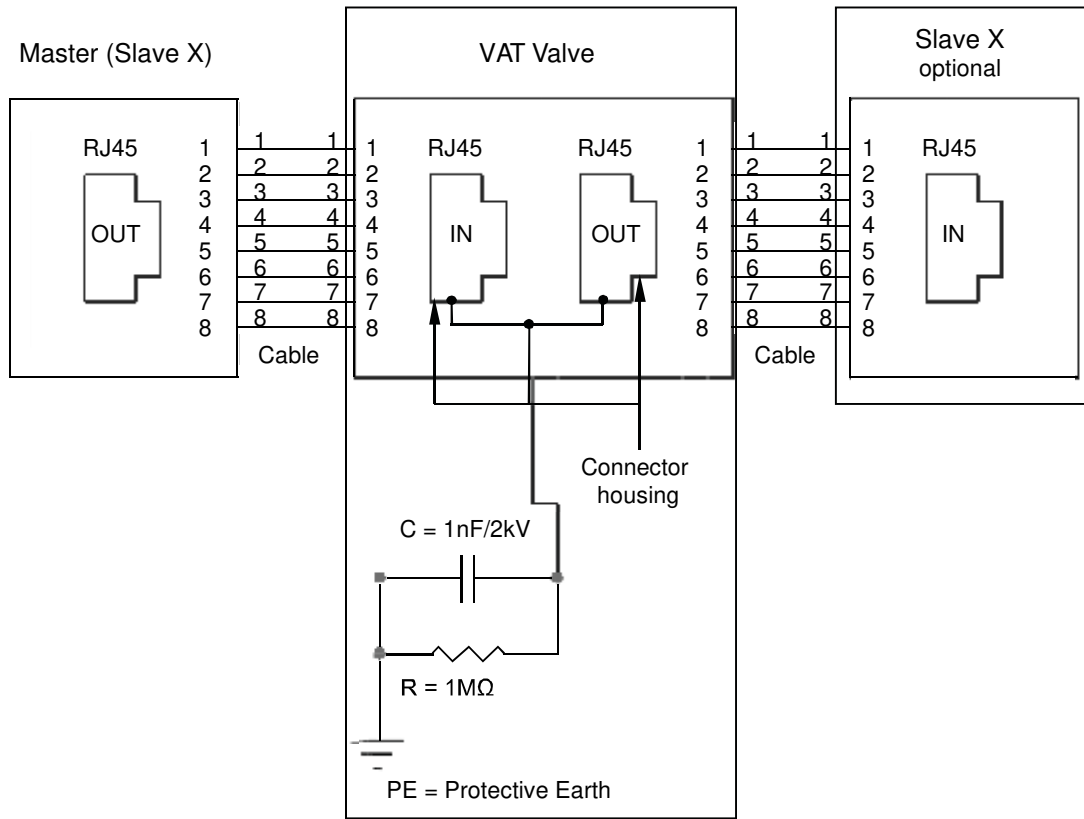 Master (Slave X)
VAT Valve
Slave X
optional
RJ45
OUT
1
2
3
4
5
6
7
8
1 1
2 2
3 3
4 4
5 5
6 6
7 7
8 8
Cable
1
2
3
4
5
6
7
8
RJ45
IN
RJ45
OUT
1
2
3
4
5
6
7
8
1 1
2 2
3 3
4 4
5 5
6 6
7 7
8 8
Cable
1
2
3
4
5
6
7
8
RJ45
IN
Connector
housing
C = 1nF/2kV
R = 1MΩ
PE = Protective Earth